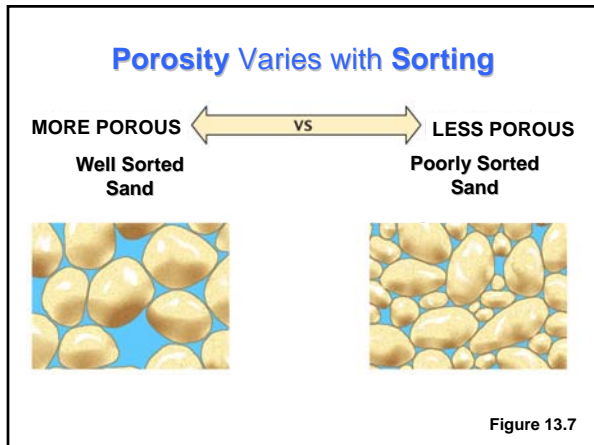 Porosity Varies with Sorting
MORE POROUS
VS
LESS POROUS
Well Sorted
Sand
Poorly Sorted
Sand
Figure 13.7